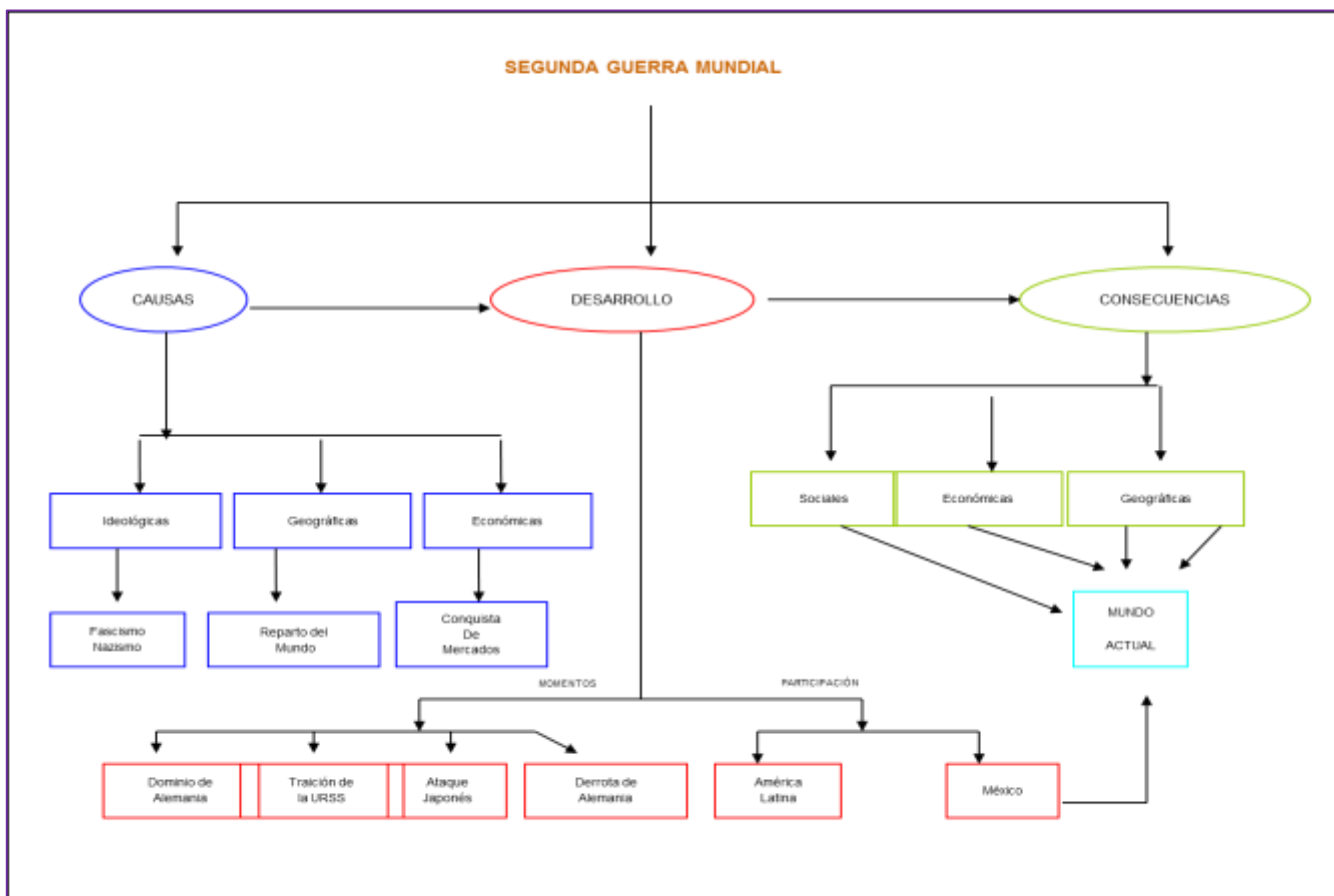 SEGUNDA GUERRA MUNDIAL
CAUSAS
DESARROLLO
CONSECUENCIAS
Ideológicas
Geográficas
Económicas
Sociales
Económicas
Geográficas
Fascismo
Nazismo
Reparto del
Mundo
Conquista
De
Mercados
MUNDO
ACTUAL
MOMENTOS
PARTICIPACIÓN
Dominio de
Alemania
Traición de
la URSS
Ataque
Japonés
Derrota de
Alemania
América
Latina
México